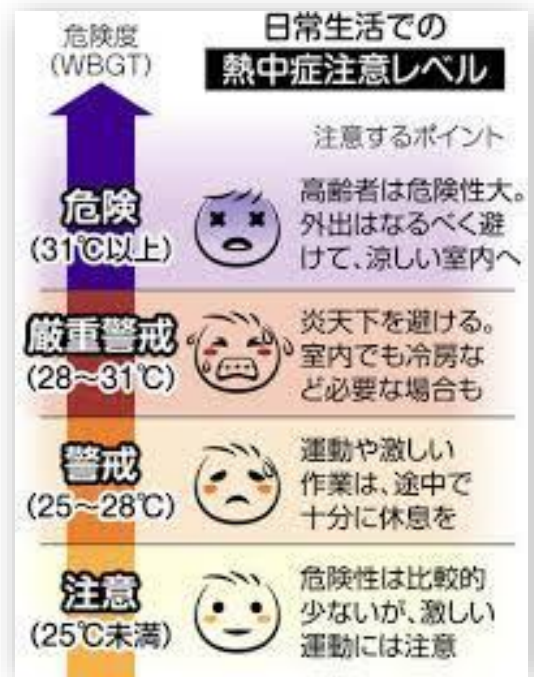 危険度
(WBGT)
日常生活での
熱中症注意レベル
注意するポイント
危険
(31℃以上)
高齢者は危険性大。
外出はなるべく避
けて、涼しい室内へ
厳重警戒
(28～31℃)
炎天下を避ける。
室内でも冷房な
ど必要な場合も
警戒
(25～28℃)
運動や激しい
作業は、途中で
十分に休息を
注意
(25℃未満)
危険性は比較的
少ないが、激しい
運動には注意